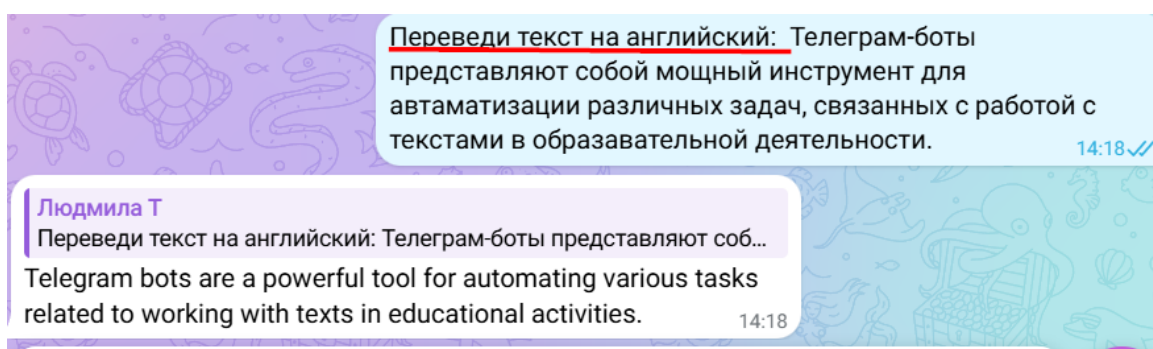 Переведи текст на английский: Телеграм-боты
представляют собой мощный инструмент для
автаматизации различных задач, связанных с работой с
текстами в образавательной деятельности.
14:18
Людмила Т
Переведи текст на английский: Телеграм-боты представляют соб...
Telegram bots are a powerful tool for automating various tasks
related to working with texts in educational activities.
14:18